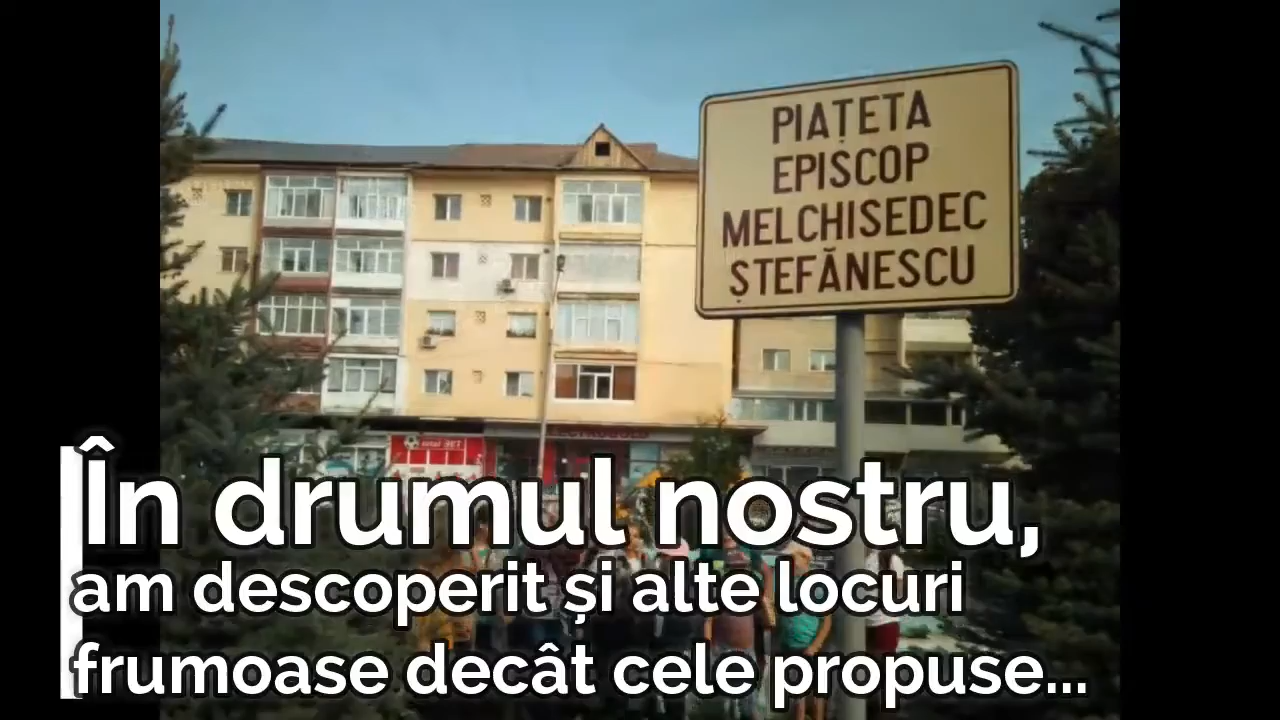 PIAȚETA
EPISCOP
MELCHISEDEC
ȘTEFĂNESCU
În drumul nostru,
am descoperit și alte locuri
frumoase decât cele propuse...